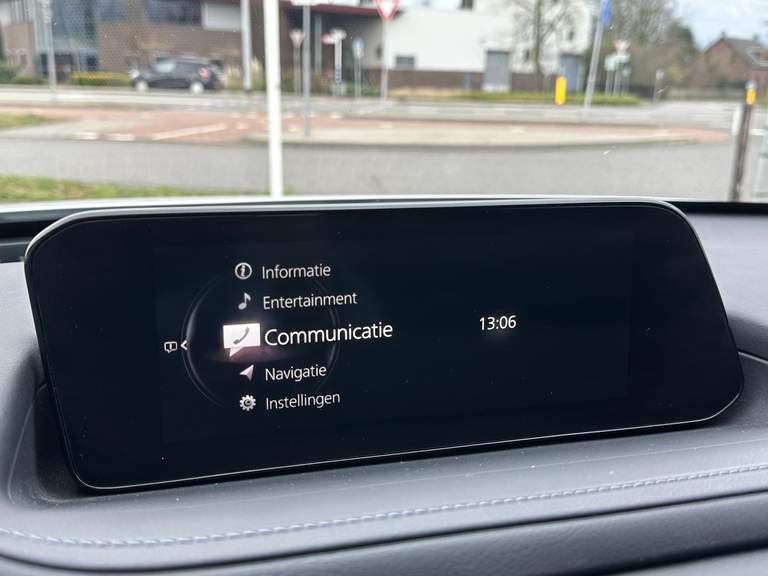 Informatie
Entertainment
Communicatie
13:06
Navigatie
Instellingen